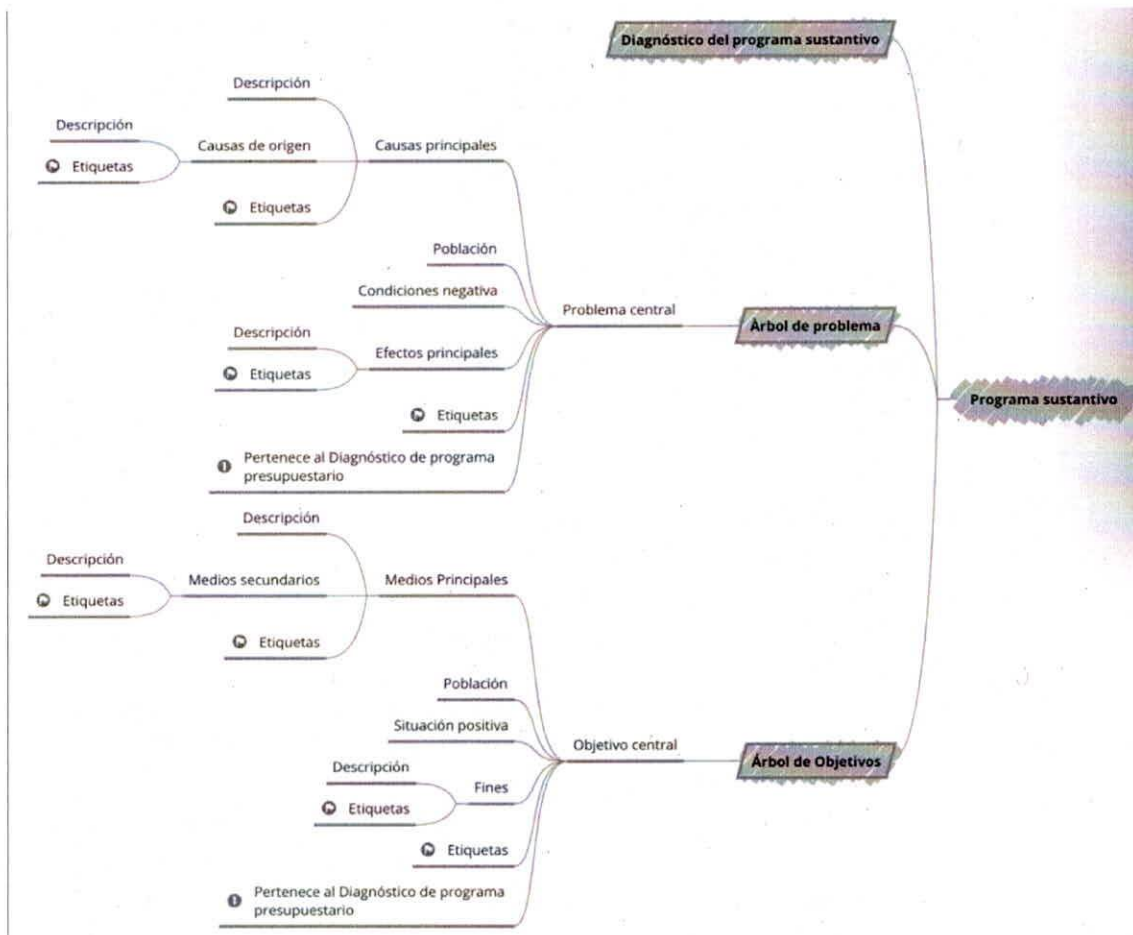 Diagnóstico del programa sustantivo
Descripción
Descripción
Causas de origen
Causas principales
Etiquetas
Etiquetas
Población
Condiciones negativa
Problema central
Árbol de problema
Descripción
Efectos principales
Etiquetas
Programa sustantivo
Etiquetas
Pertenece al Diagnóstico de programa
presupuestario
Descripción
Descripción
Medios secundarios
Medios Principales
Etiquetas
Etiquetas
Población
Situación positiva
Objetivo central
Árbol de Objetivos
Descripción
Fines
Etiquetas
Etiquetas
Pertenece al Diagnóstico de programa
presupuestario